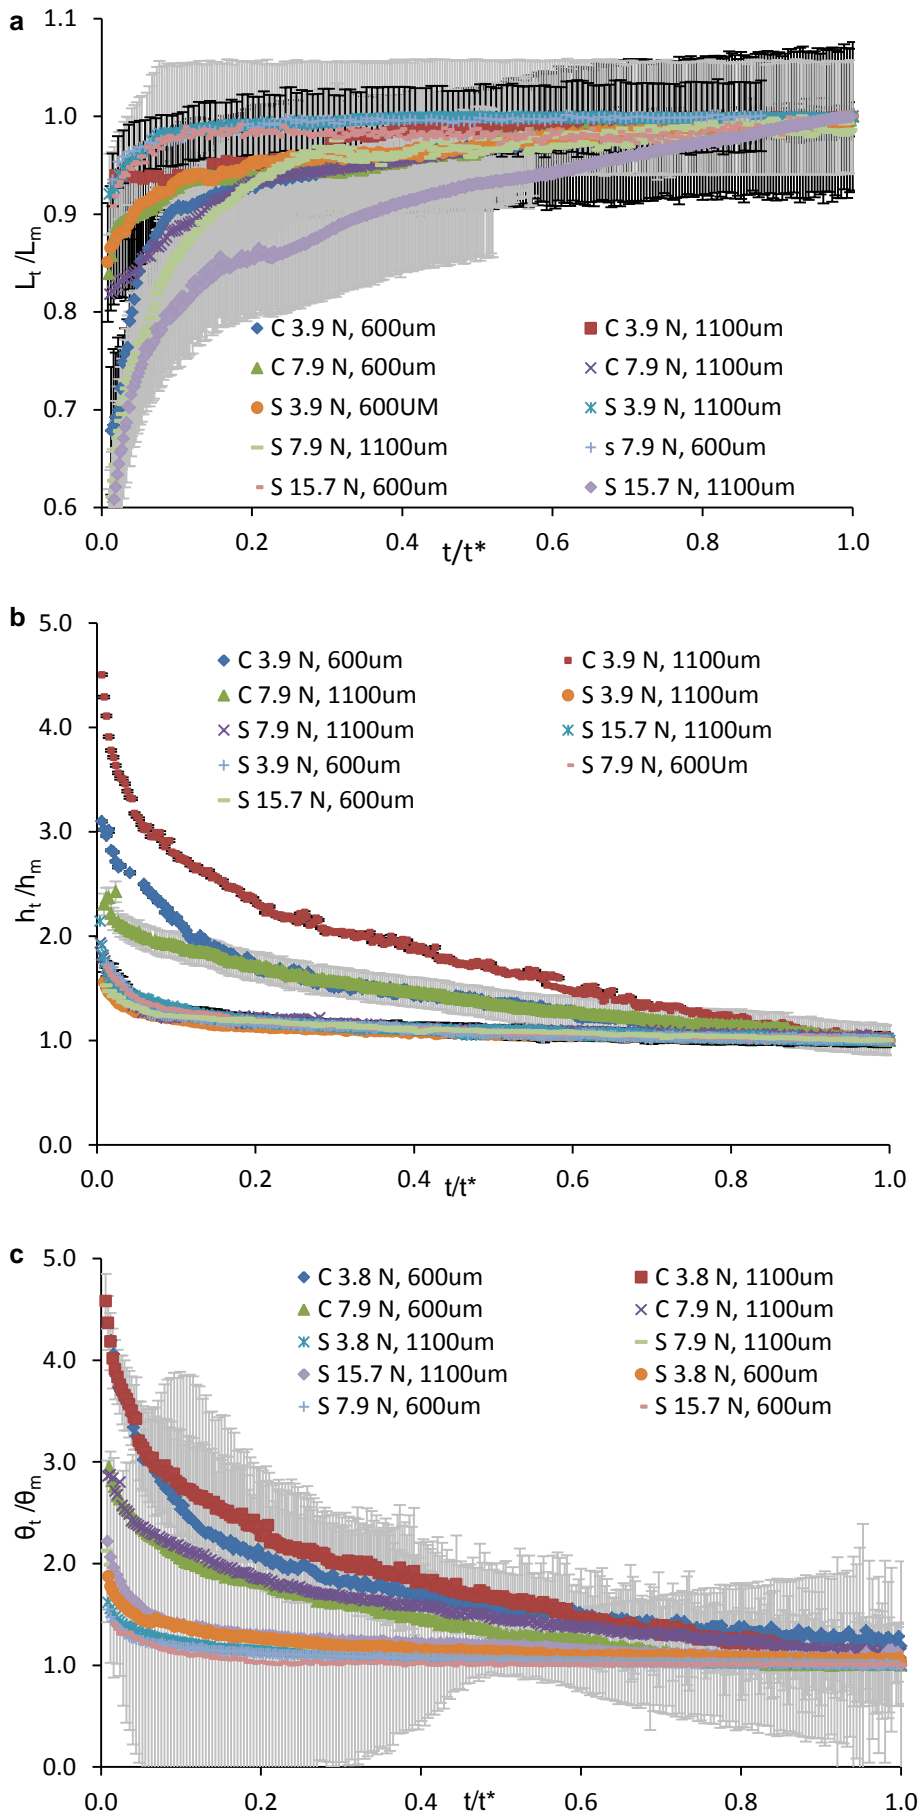 a
1.1
1.0
0.9
0.8
0.7
0.6
Lt /Lm
C 3.9 N, 600um
C 3.9 N, 1100um
C 7.9 N, 600um
C 7.9 N, 1100um
S 3.9 N, 600UM
S 3.9 N, 1100um
S 7.9 N, 1100um
s 7.9 N, 600um
S 15.7 N, 600um
S 15.7 N, 1100um
0.0 0.2 0.4 0.6 0.8 1.0
t/t*
b
5.0
4.0
3.0
2.0
1.0
0.0
ht /hm
C 3.9 N, 600um
C 3.9 N, 1100um
C 7.9 N, 1100um
S 3.9 N, 1100um
S 7.9 N, 1100um
S 15.7 N, 1100um
S 3.9 N, 600um
S 7.9 N, 600Um
S 15.7 N, 600um
0.0 0.2 0.4 0.6 0.8 1.0
t/t*
c
5.0
4.0
3.0
2.0
1.0
0.0
θt /θm
C 3.8 N, 600um
C 3.8 N, 1100um
C 7.9 N, 600um
C 7.9 N, 1100um
S 3.8 N, 1100um
S 7.9 N, 1100um
S 15.7 N, 1100um
S 3.8 N, 600um
S 7.9 N, 600um
S 15.7 N, 600um
0.0 0.2 0.4 0.6 0.8 1.0
t/t*